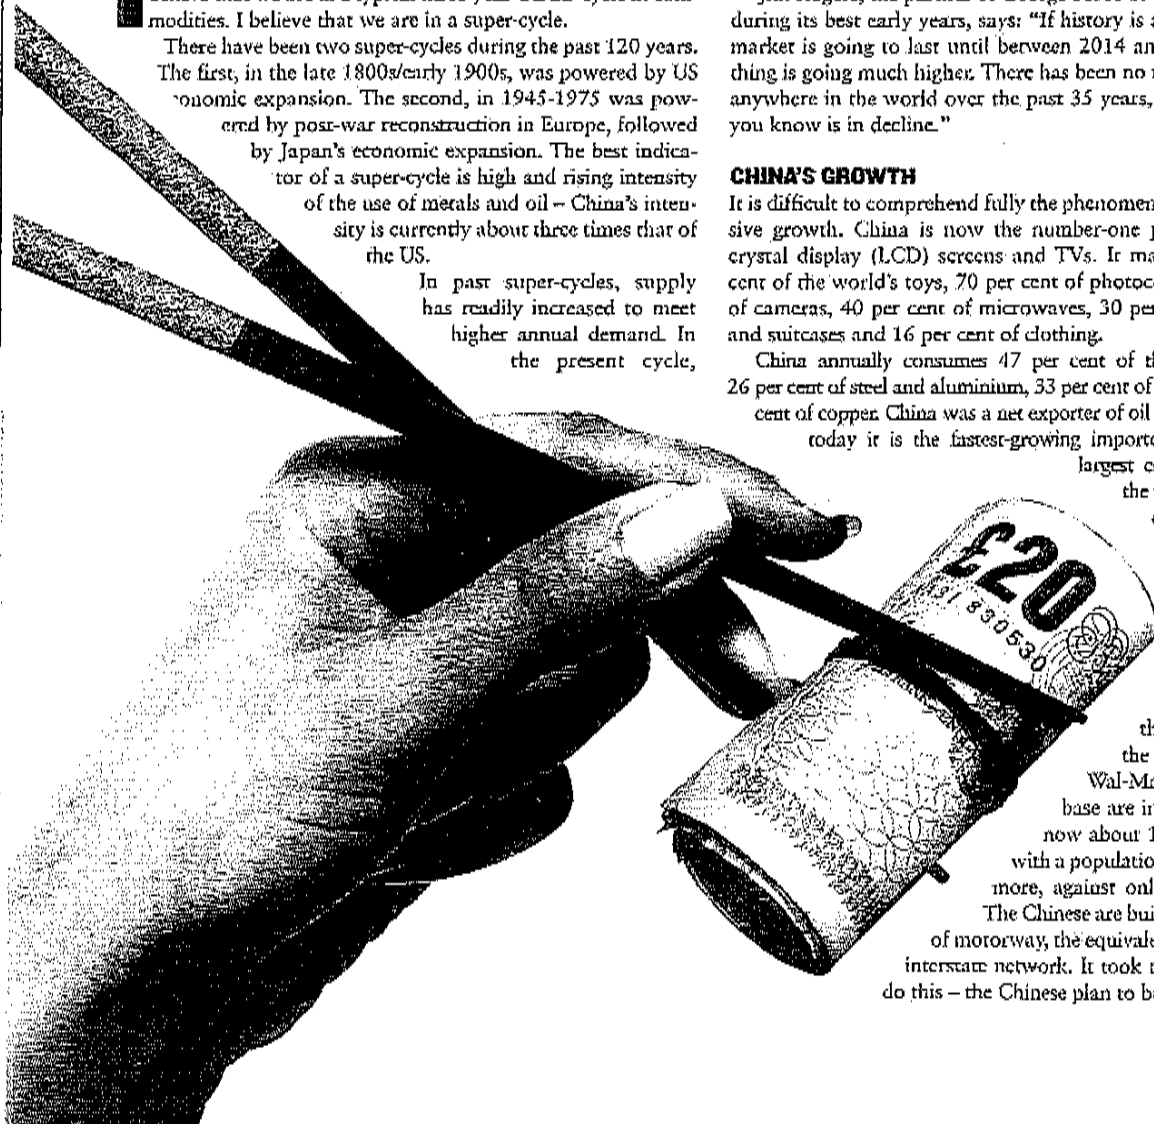 modities. I believe that we are in a super-cycle.
There have been two super-cycles during the past 120 years.
The first, in the late 1800s/early 1900s, was powered by US
onomic expansion. The second, in 1945-1975 was pow-
ered by post-war reconstruction in Europe, followed
by Japan's economic expansion. The best indica-
tor of a super-cycle is high and rising intensity
of the use of metals and oil – China's inten-
sity is currently about three times that of
the US.
In past super-cycles, supply
has readily increased to meet
higher annual demand. In
the present cycle,
during its best early years, says: "If history is a
market is going to last until between 2014 an
thing is going much higher. There has been no
anywhere in the world over the past 35 years,
you know is in decline."
CHINA'S GROWTH
It is difficult to comprehend fully the phenomen
sive growth. China is now the number-one p
crystal display (LCD) screens and TVs. It ma
cent of the world's toys, 70 per cent of photoc
of cameras, 40 per cent of microwaves, 30 per
and suitcases and 16 per cent of clothing.
China annually consumes 47 per cent of t
26 per cent of steel and aluminium, 33 per cent of
cent of copper. China was a net exporter of oil
today it is the fastest-growing importe
largest c
the
th
the
Wal-Ma
base are in
now about 1
with a populatio
more, against onl
The Chinese are bui
of motorway, the equivale
interstate network. It took
do this – the Chinese plan to b
£20
830530